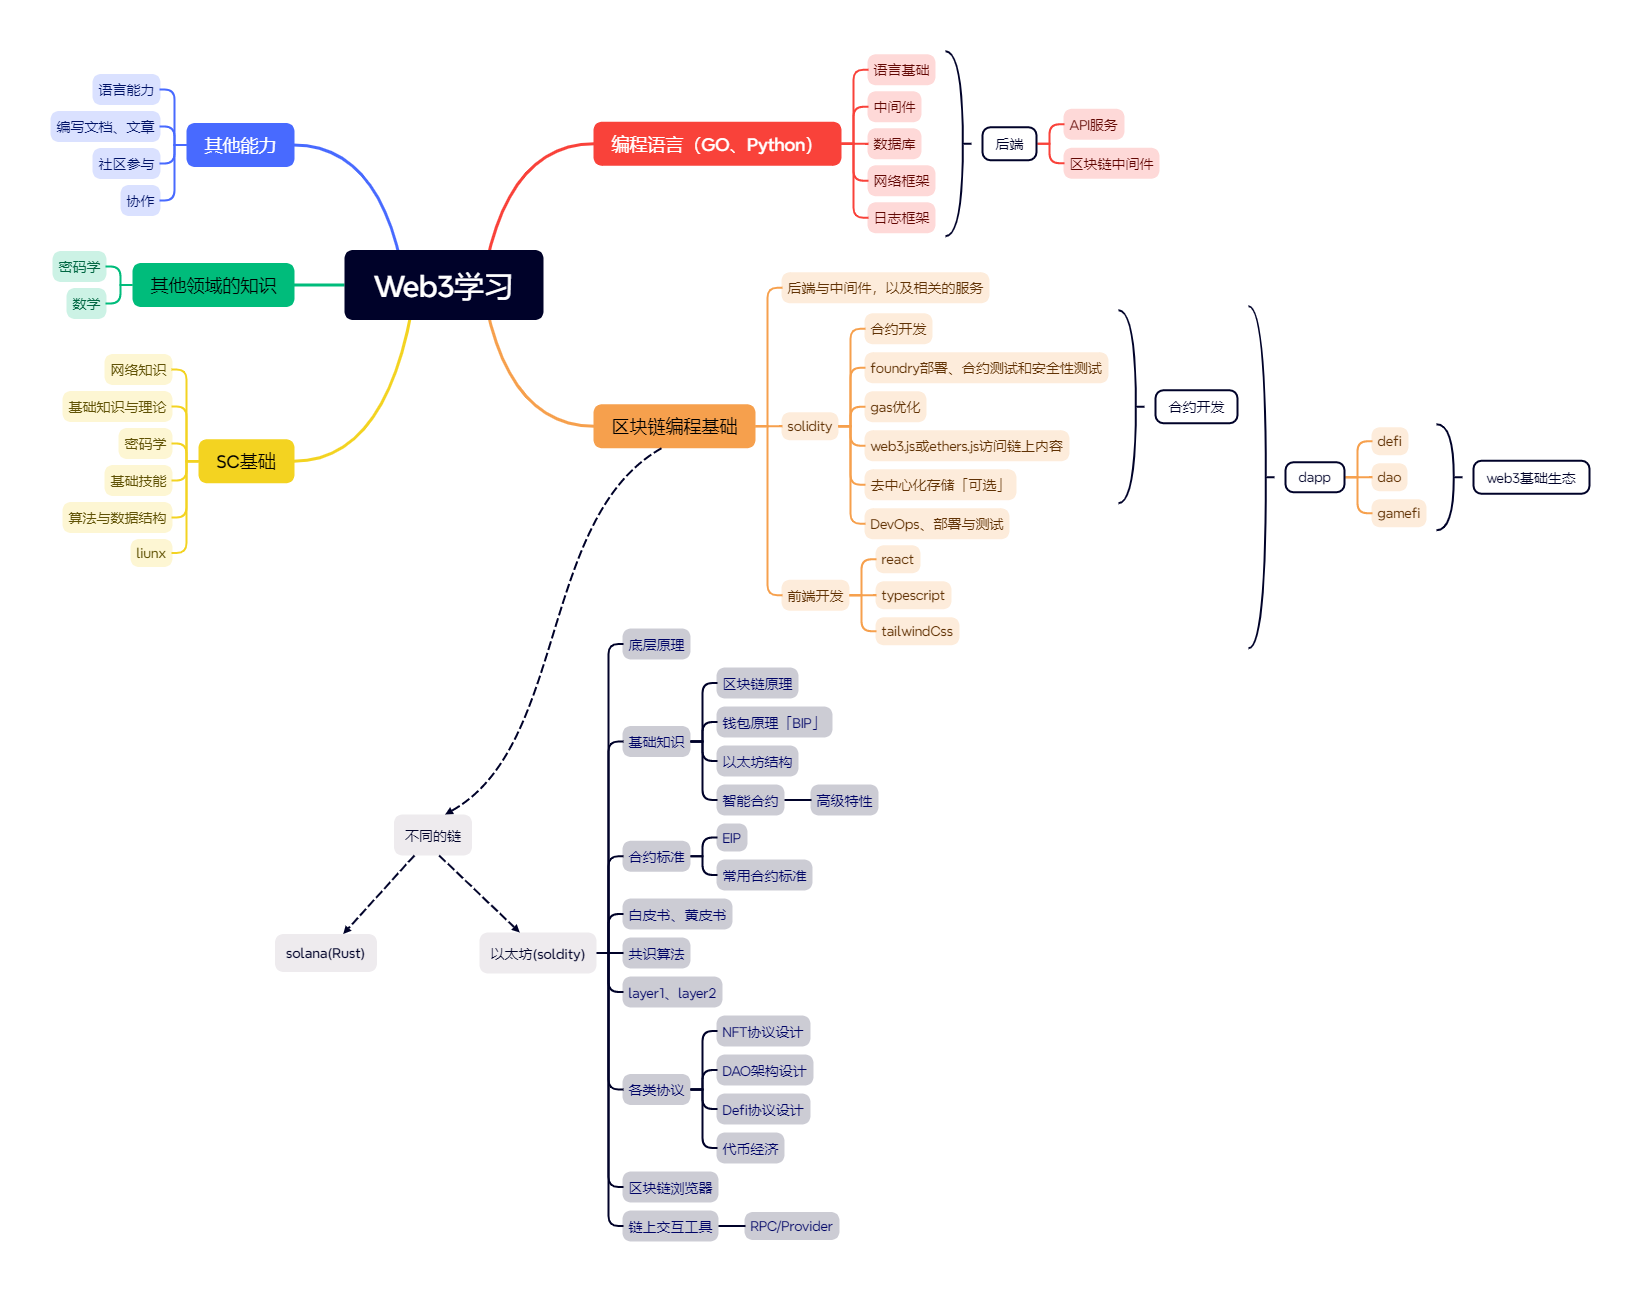 Web3学习
其他能力
语言能力
编写文档、文章
社区参与
协作
其他领域的知识
密码学
数学
SC基础
网络知识
基础知识与理论
密码学
基础技能
算法与数据结构
liunx
编程语言（GO、Python）
语言基础
中间件
数据库
网络框架
日志框架
后端
API服务
区块链中间件
区块链编程基础
后端与中间件，以及相关的服务
solidity
合约开发
foundry部署、合约测试和安全性测试
gas优化
web3.js或ethers.js访问链上内容
去中心化存储「可选」
DevOps、部署与测试
合约开发
前端开发
react
typescript
tailwindCss
dapp
defi
dao
gamefi
web3基础生态
不同的链
solana(Rust)
以太坊(soldity)
底层原理
基础知识
区块链原理
钱包原理「BIP」
以太坊结构
智能合约
高级特性
合约标准
EIP
常用合约标准
白皮书、黄皮书
共识算法
layer1、layer2
各类协议
NFT协议设计
DAO架构设计
Defi协议设计
代币经济
区块链浏览器
链上交互工具
RPC/Provider